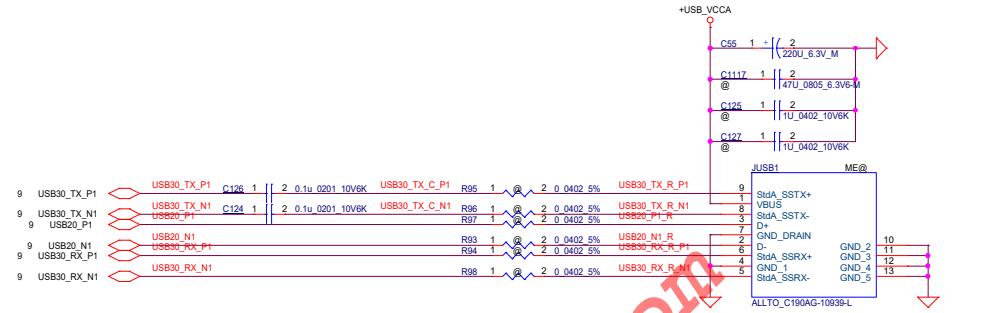 +USB_VCCA
C55 1 + 2
220U_6.3V_M
C1117 1 2
@ 47U_0805_6.3V6-M
C125 1 2
@ 1U_0402_10V6K
C127 1 2
@ 1U_0402_10V6K
JUSB1 ME@
9 USB30_TX_P1 USB30_TX_P1 C126 1 2 0.1u_0201_10V6K USB30_TX_C_P1 R95 1 @ 2 0_0402_5% USB30_TX_R_P1 9 StdA_SSTX+
1 VBUS
9 USB30_TX_N1 USB30_TX_N1 C124 1 2 0.1u_0201_10V6K USB30_TX_C_N1 R96 1 @ 2 0_0402_5% USB30_TX_R_N1 8 StdA_SSTX-
9 USB20_P1 USB20_P1 R97 1 @ 2 0_0402_5% USB20_P1_R 3 D+
7 GND_DRAIN
9 USB20_N1 USB20_N1 R93 1 @ 2 0_0402_5% USB20_N1_R 2 D- 10
9 USB30_RX_P1 USB30_RX_P1 R94 1 @ 2 0_0402_5% USB30_RX_R_P1 6 StdA_SSRX+ GND_2 11
4 GND_1 GND_3 12
9 USB30_RX_N1 USB30_RX_N1 R98 1 @ 2 0_0402_5% USB30_RX_R_N1 5 StdA_SSRX- GND_4 13
GND_5
ALLTO_C190AG-10939-L
om